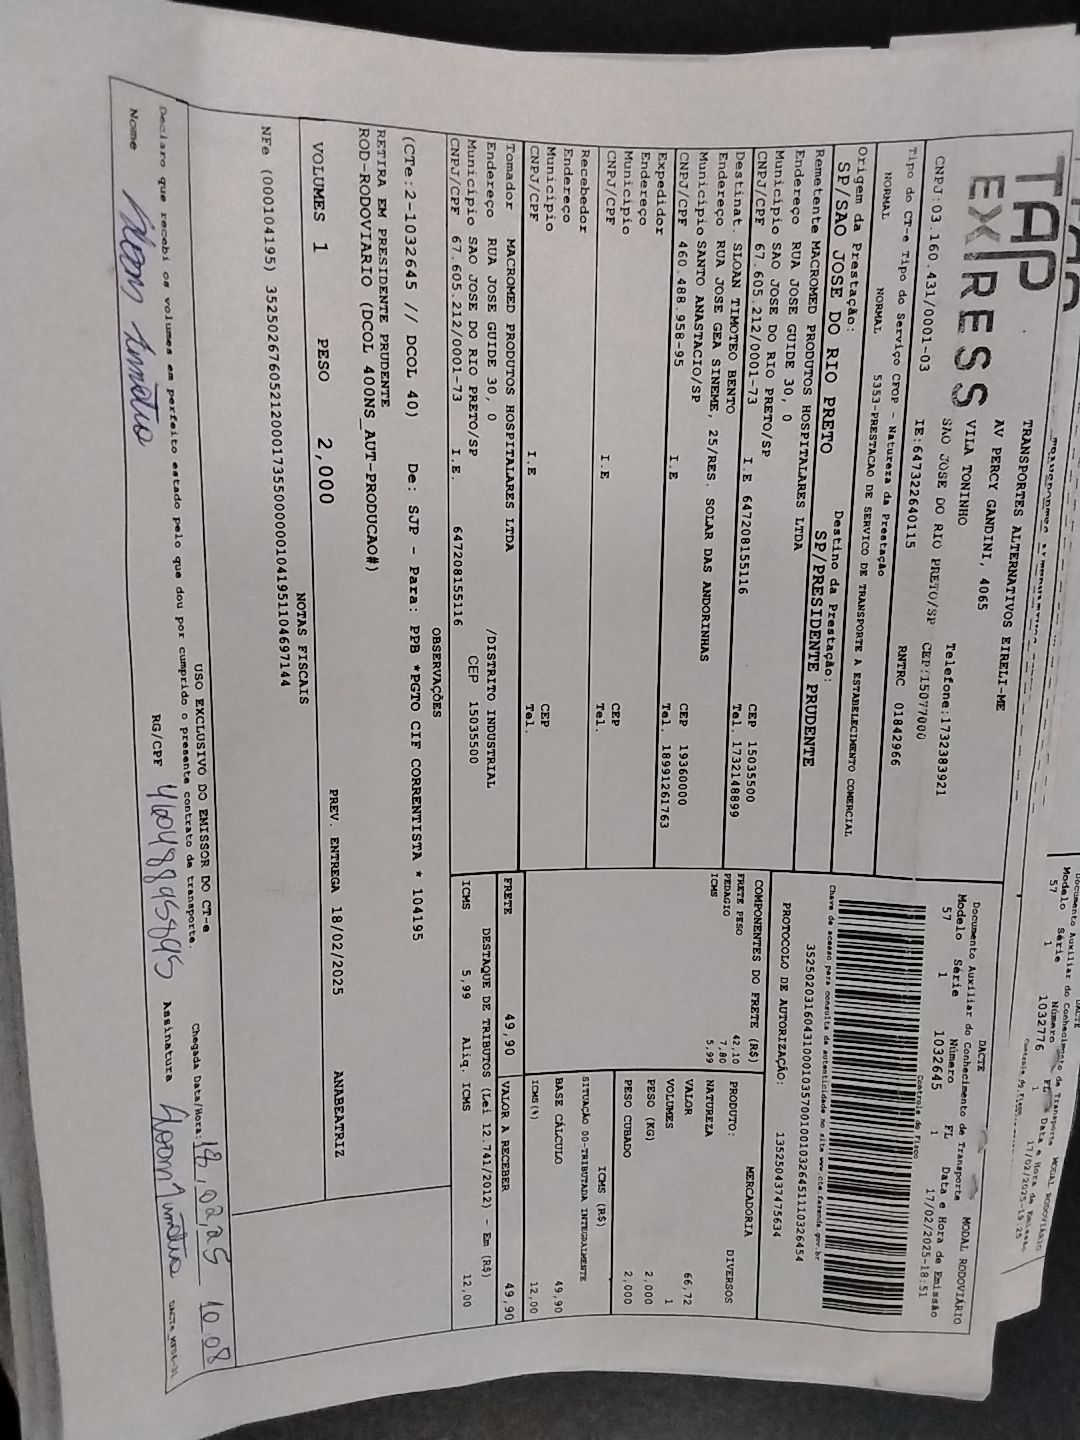 TAP
EXPRESS
TRANSPORTES ALTERNATIVOS EIRELI-ME
AV PERCY GANDINI, 4065
VILA TONINHO
SAO JOSE DO RIO PRETO/SP CEP:15077000
Telefone:1732383921
CNPJ:03.160.431/0001-03 IE:647322640115 RNTRC 01842966
Tipo do CT-e Tipo do Serviço CFOP - Natureza da Prestação
NORMAL NORMAL 5353-PRESTACAO DE SERVICO DE TRANSPORTE A ESTABELECIMENTO COMERCIAL
Origem da Prestação: Destino da Prestação:
SP/SAO JOSE DO RIO PRETO SP/PRESIDENTE PRUDENTE
Remetente MACROMED PRODUTOS HOSPITALARES LTDA
Endereço RUA JOSE GUIDE 30, 0
Município SAO JOSE DO RIO PRETO/SP CEP 15035500
CNPJ/CPF 67.605.212/0001-73 I.E 647208155116 Tel. 1732148899
Destinat. SLOAN TIMOTEO BENTO
Endereço RUA JOSE GEA SINEME, 25/RES. SOLAR DAS ANDORINHAS
Município SANTO ANASTACIO/SP CEP 19360000
CNPJ/CPF 460.488.958-95 I.E Tel. 18991261763
Expedidor
Endereço
Município CEP
CNPJ/CPF I.E Tel.
Recebedor
Endereço
Município CEP
CNPJ/CPF I.E Tel.
Tomador MACROMED PRODUTOS HOSPITALARES LTDA
Endereço RUA JOSE GUIDE 30, 0 /DISTRITO INDUSTRIAL
Município SAO JOSE DO RIO PRETO/SP CEP 15035500
CNPJ/CPF 67.605.212/0001-73 I.E. 647208155116
DACTE MODAL RODOVIÁRIO
Documento Auxiliar do Conhecimento de Transporte
Modelo Série Número FL Data e Hora de Emissão
57 1 1032645 1 17/02/2025-18:51
Controle do Fisco
Chave de acesso para consulta de autenticidade no site www.cte.fazenda.gov.br
35250203160431000103570010010326451110326454
PROTOCOLO DE AUTORIZAÇÃO: 135250437475634
COMPONENTES DO FRETE (R$)
FRETE PESO 42,10
PEDAGIO 7,80
ICMS 5,99
MERCADORIA
PRODUTO: DIVERSOS
NATUREZA
VALOR 66,72
VOLUMES 1
PESO (KG) 2,000
PESO CUBADO 2,000
ICMS (R$)
SITUAÇÃO 00-TRIBUTADA INTEGRALMENTE
BASE CÁLCULO 49,90
ICMS(%) 12,00
FRETE 49,90 VALOR A RECEBER 49,90
DESTAQUE DE TRIBUTOS (Lei 12.741/2012) - Em (R$)
ICMS 5,99 Aliq. ICMS 12,00
OBSERVAÇÕES
(CTe:2-1032645 // DCOL 40) De: SJP - Para: PPB *PGTO CIF CORRENTISTA * 104195
RETIRA EM PRESIDENTE PRUDENTE
ROD-RODOVIARIO (DCOL 400NS_AUT-PRODUCAO#)
VOLUMES 1 PESO 2,000 PREV. ENTREGA 18/02/2025 ANABEATRIZ
NOTAS FISCAIS
NFe (000104195) 35250267605212000173550000001041951104697144
USO EXCLUSIVO DO EMISSOR DO CT-e
Declaro que recebi os volumes em perfeito estado pelo que dou por cumprido o presente contrato de transporte.
Chegada Data/Hora: 18,02,25 10 08
Nome RG/CPF 46048895895 Assinatura
Modelo Série Número
57 1 1032776